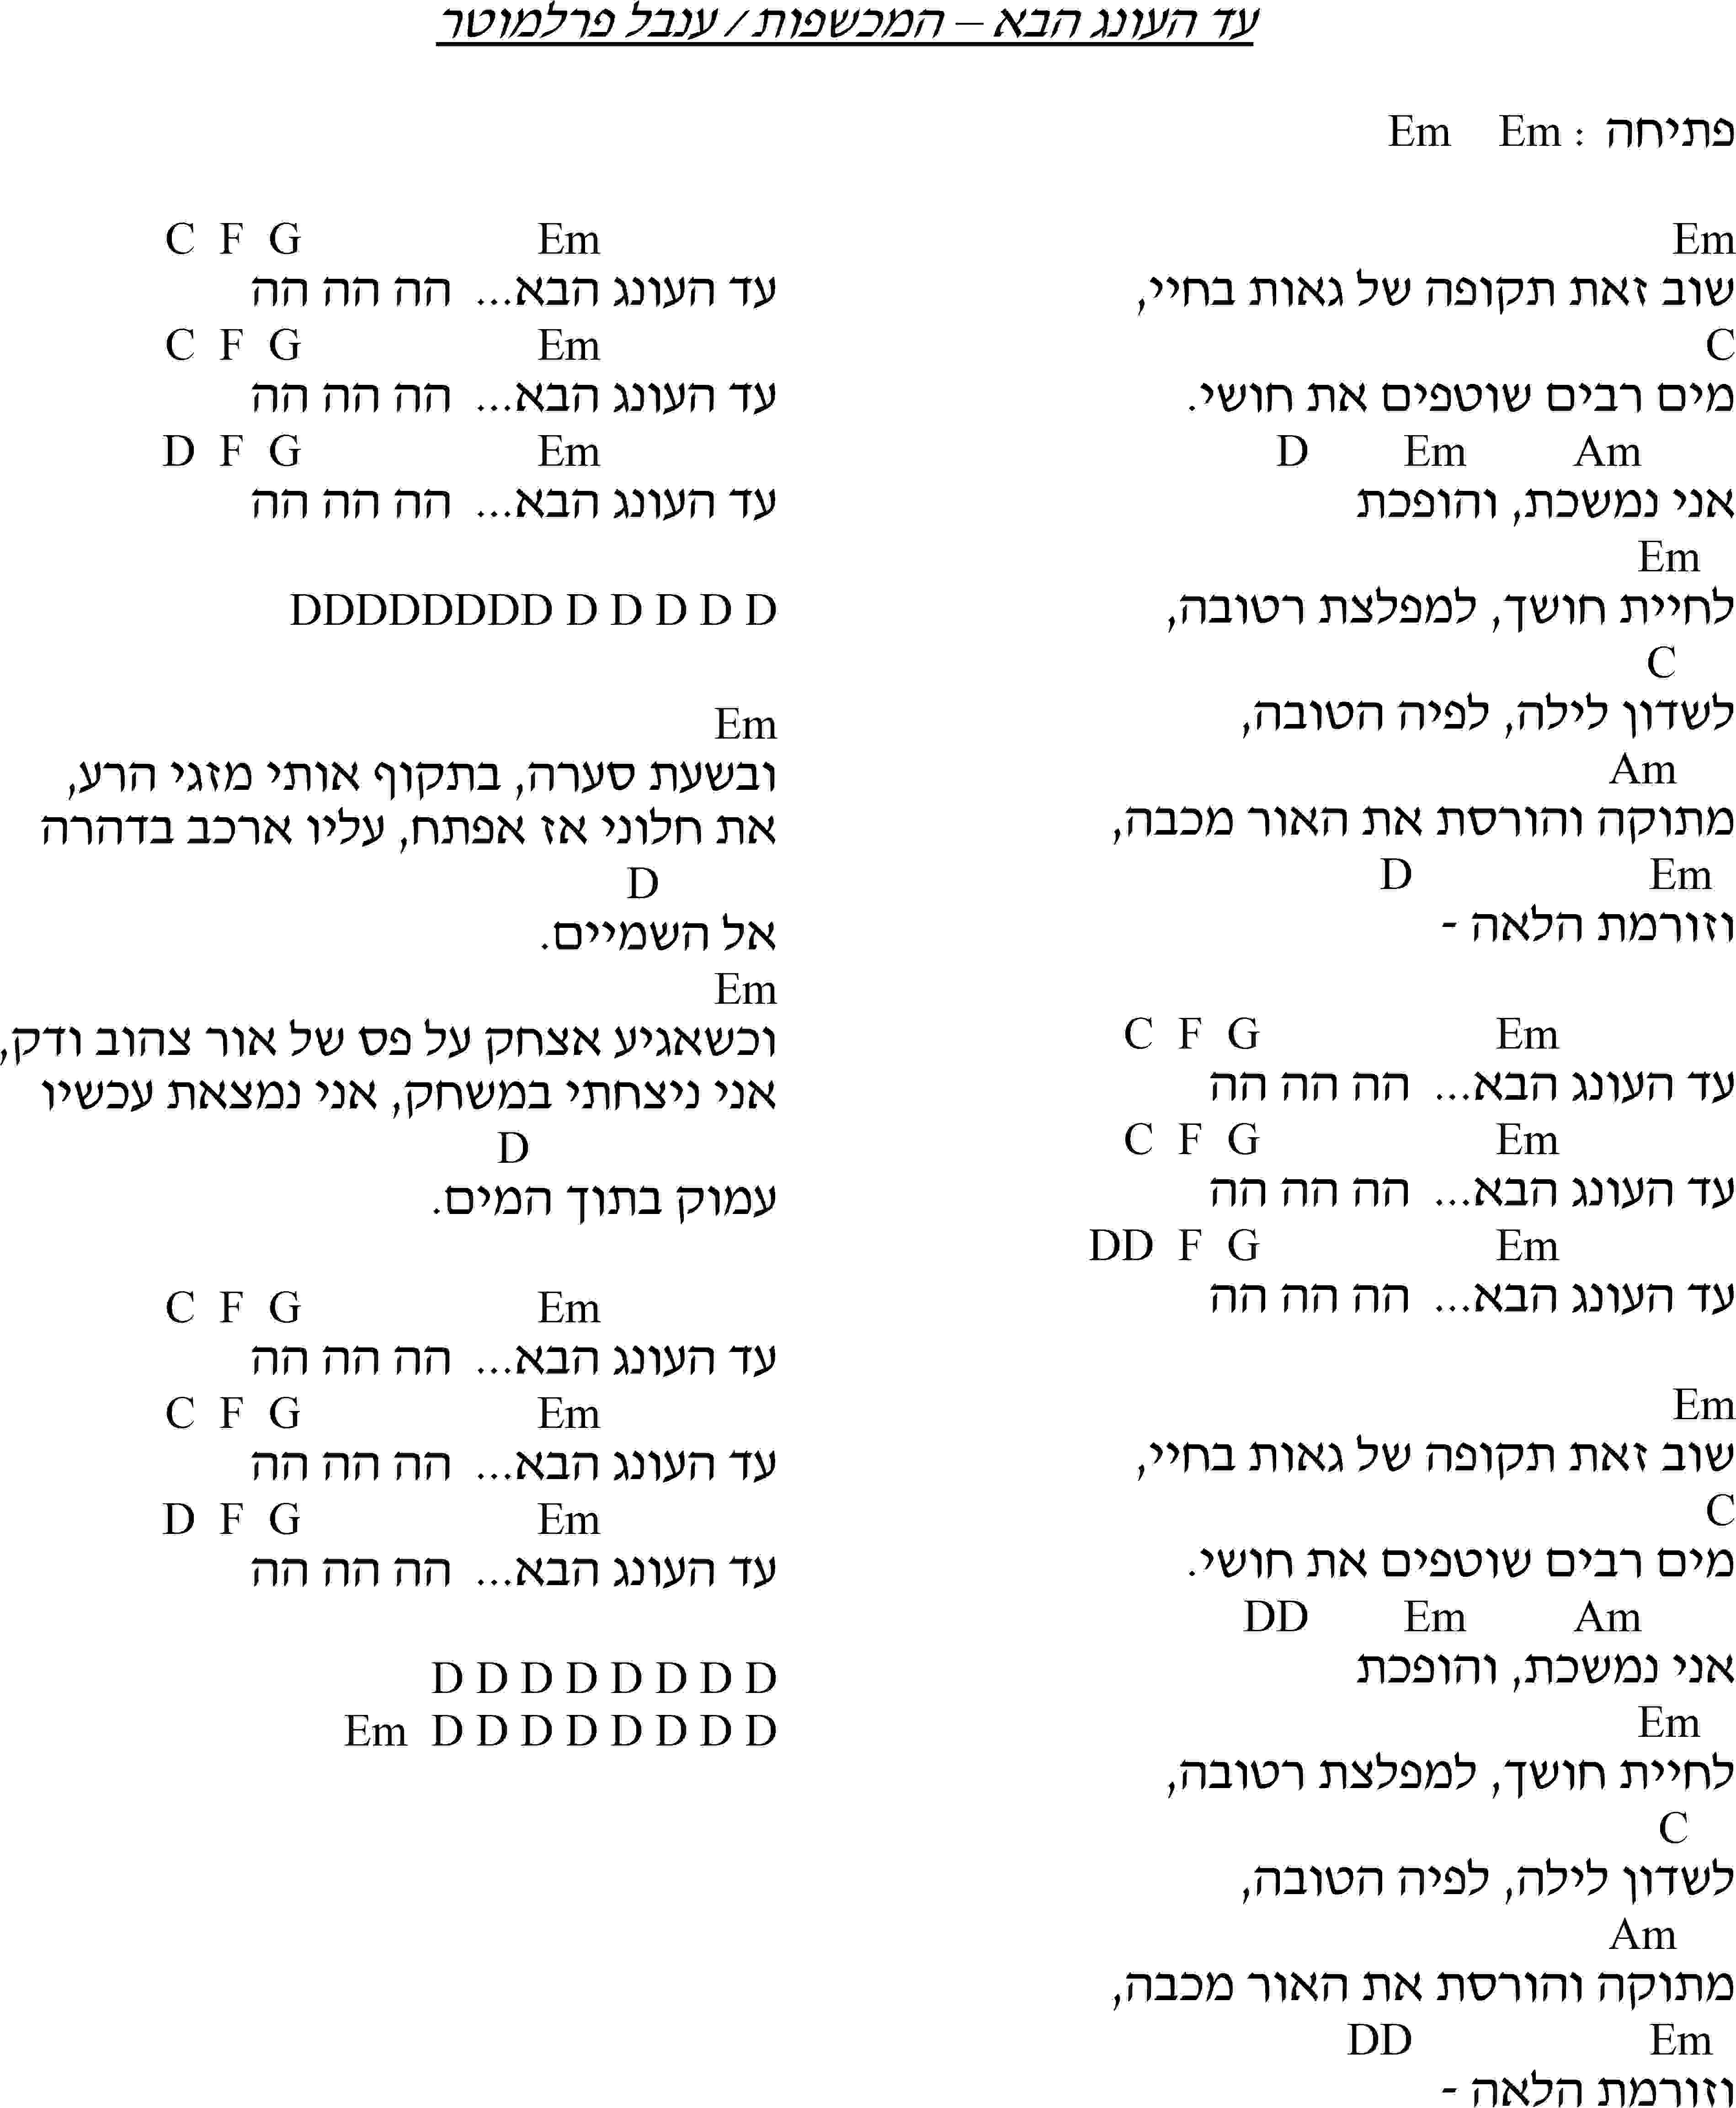 עד העונג הבא – המכשפות / ענבל פרלמוטר
פתיחה : Em Em
Em
שוב זאת תקופה של גאות בחיי,
C
מים רבים שוטפים את חושי.
D Em Am
אני נמשכת, והופכת
Em
לחיית חושך, למפלצת רטובה,
C
לשדון לילה, לפיה הטובה,
Am
מתוקה והורסת את האור מכבה,
D Em
וזורמת הלאה -
C F G Em
עד העונג הבא... הה הה הה
C F G Em
עד העונג הבא... הה הה הה
DD F G Em
עד העונג הבא... הה הה הה
Em
שוב זאת תקופה של גאות בחיי,
C
מים רבים שוטפים את חושי.
DD Em Am
אני נמשכת, והופכת
Em
לחיית חושך, למפלצת רטובה,
C
לשדון לילה, לפיה הטובה,
Am
מתוקה והורסת את האור מכבה,
DD Em
וזורמת הלאה -
C F G Em
עד העונג הבא... הה הה הה
C F G Em
עד העונג הבא... הה הה הה
D F G Em
עד העונג הבא... הה הה הה
DDDDDDDD D D D D D
Em
ובשעת סערה, בתקוף אותי מזגי הרע,
את חלוני אז אפתח, עליו ארכב בדהרה
D
אל השמיים.
Em
וכשאגיע אצחק על פס של אור צהוב ודק,
אני ניצחתי במשחק, אני נמצאת עכשיו
D
עמוק בתוך המים.
C F G Em
עד העונג הבא... הה הה הה
C F G Em
עד העונג הבא... הה הה הה
D F G Em
עד העונג הבא... הה הה הה
D D D D D D D D
Em D D D D D D D D